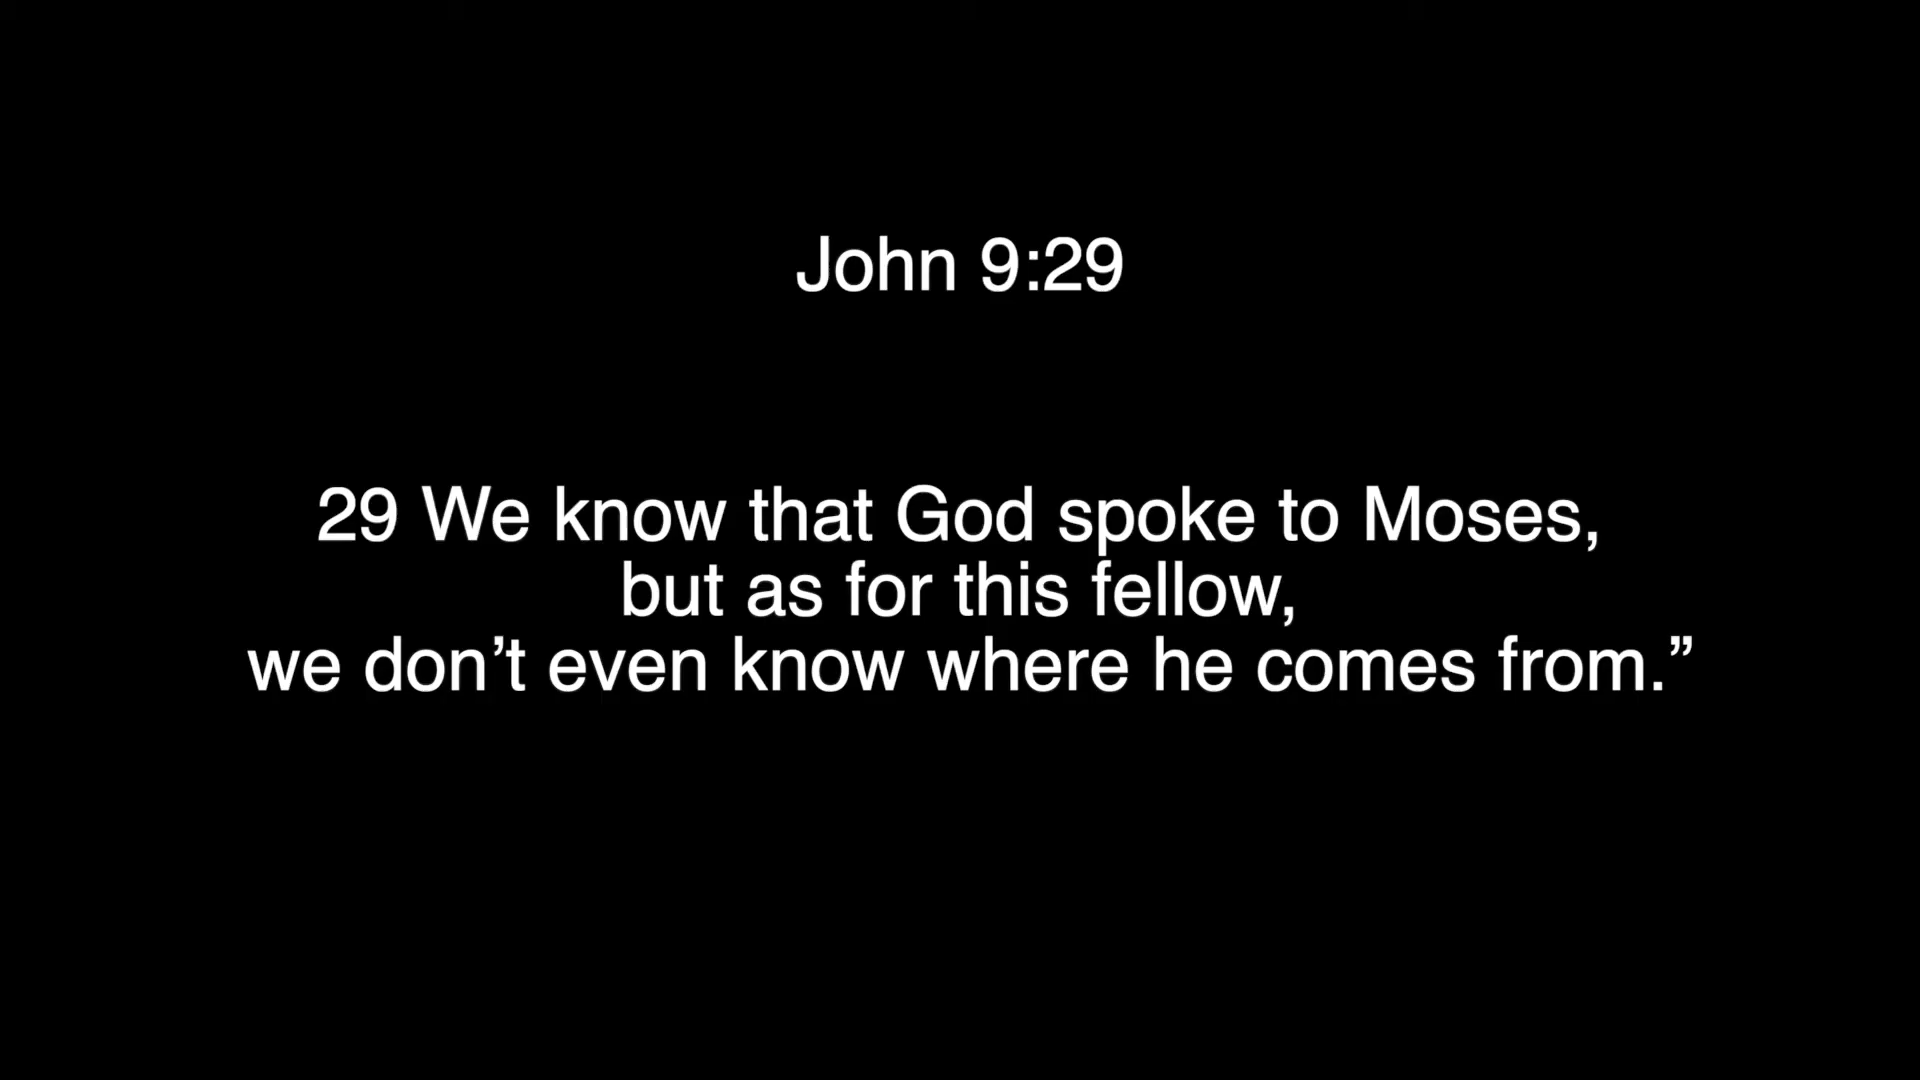 John 9:29
29 We know that God spoke to Moses,
but as for this fellow,
we don’t even know where he comes from.”